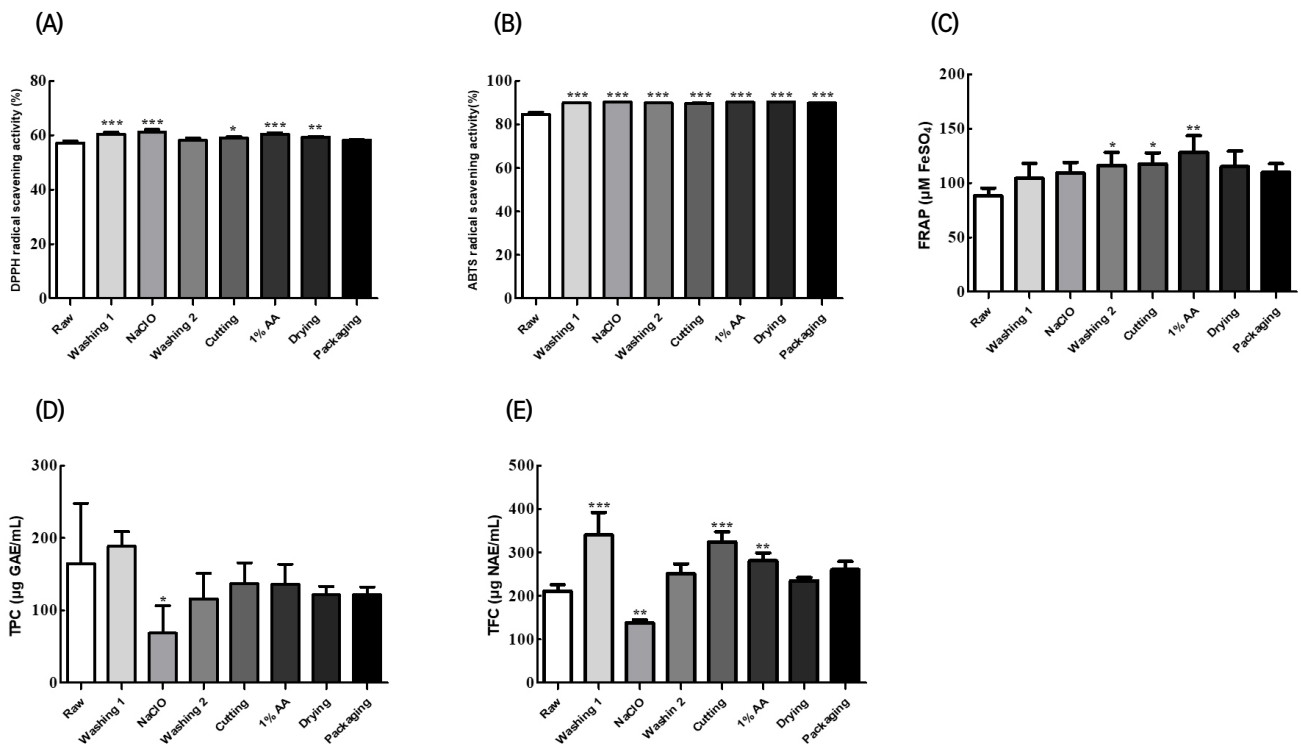 (A)
DPPH radical scavening activity (%)
80
60
40
20
0
*** *** * *** **
Raw
Washing 1
NaClO
Washing 2
Cutting
1% AA
Drying
Packaging
(B)
ABTS radical scavening activity(%)
100
80
60
40
20
0
*** *** *** *** *** *** ***
Raw
Washing 1
NaClO
Washing 2
Cutting
1% AA
Drying
Packaging
(C)
FRAP (µM FeSO₄)
200
150
100
50
0
* * **
Raw
Washing 1
NaClO
Washing 2
Cutting
1% AA
Drying
Packaging
(D)
TPC (µg GAE/mL)
300
200
100
0
*
Raw
Washing 1
NaClO
Washing 2
Cutting
1% AA
Drying
Packaging
(E)
TFC (µg NAE/mL)
500
400
300
200
100
0
*** ** *** **
Raw
Washing 1
NaClO
Washin 2
Cutting
1% AA
Drying
Packaging